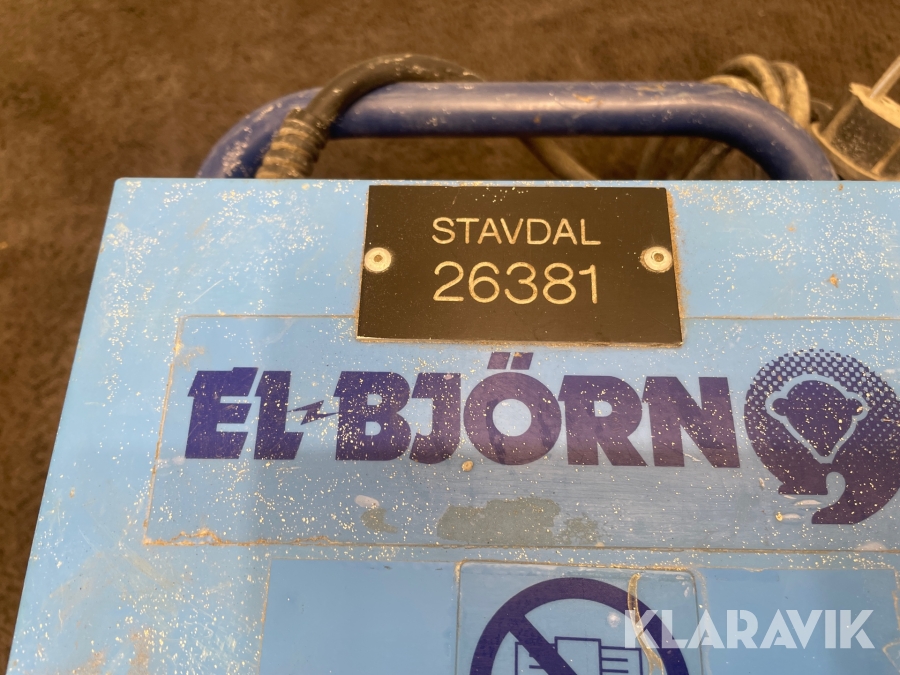 STAVDAL
26381
EL-BJÖRN
KLARAVIK